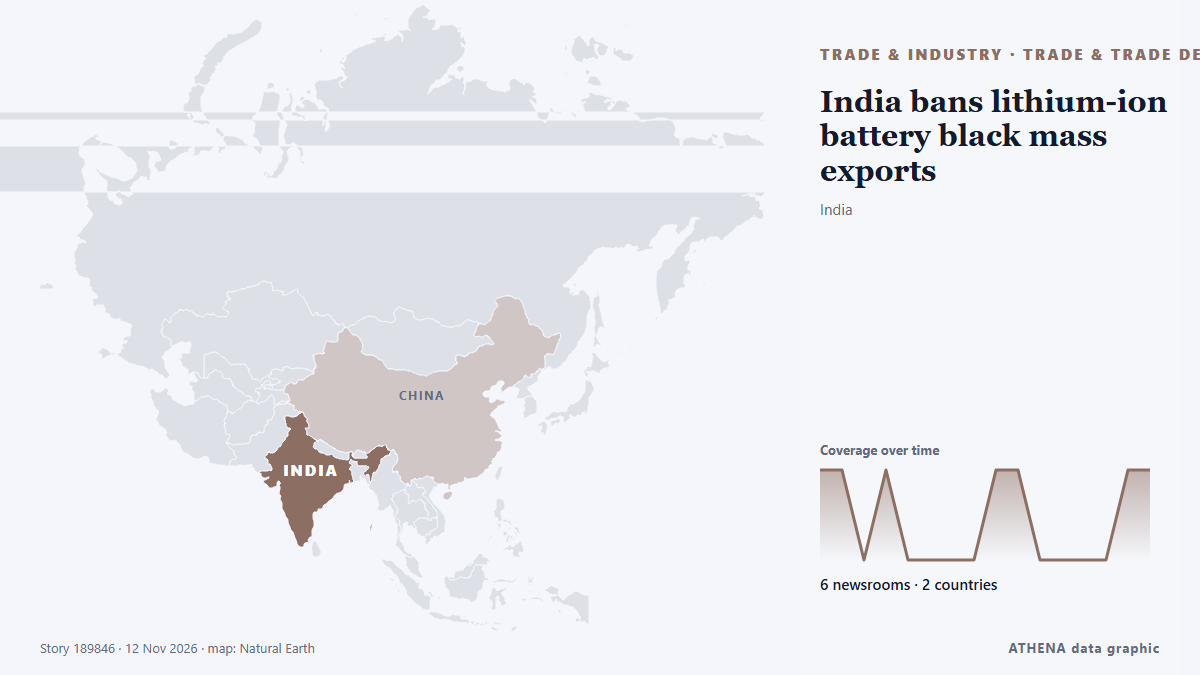 TRADE & INDUSTRY · TRADE & TRADE DE
India bans lithium-ion
battery black mass
exports
India
CHINA
INDIA
Coverage over time
6 newsrooms · 2 countries
Story 189846 · 12 Nov 2026 · map: Natural Earth
ATHENA data graphic